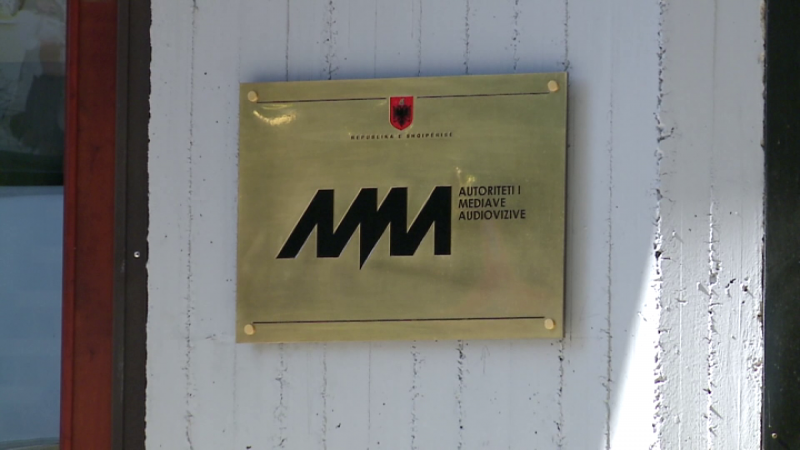 REPUBLIKA E SHQIPËRISË
AMA
AUTORITETI I
MEDIAVE
AUDIOVIZIVE